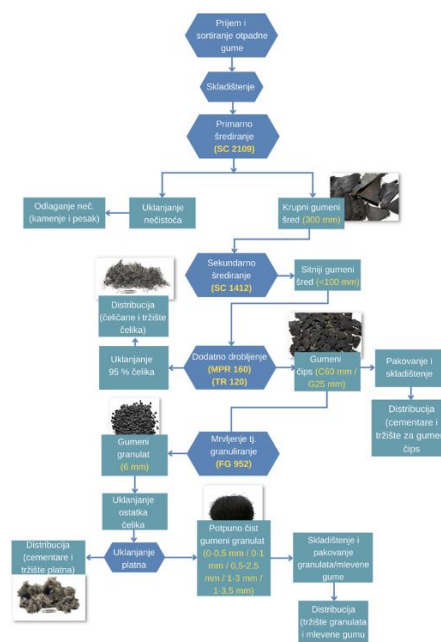 Prijem i
sortiranje otpadne
gume
Skladištenje
Primarno
šrediranje
(SC 2109)
Odlaganje neč.
(kamenje i pesak)
Uklanjanje
nečistoća
Krupni gumeni
šred (300 mm)
Sekundarno
šrediranje
(SC 1412)
Sitniji gumeni
šred (<100 mm)
Distribucija
(čeličane i tržište
čelika)
Uklanjanje
95 % čelika
Dodatno drobljenje
(MPR 160)
(TR 120)
Gumeni
čips (C60 mm /
G25 mm)
Pakovanje i
skladištenje
Distribucija
(cementare i
tržište za gumeni
čips
Gumeni
granulat
(6 mm)
Mrvljenje tj.
granuliranje
(FG 952)
Uklanjanje
ostatka
čelika
Distribucija
(cementare i
tržište platna)
Uklanjanje
platna
Potpuno čist
gumeni granulat
(0-0,5 mm / 0-1
mm / 0,5-2,5
mm / 1-3 mm /
1-3,5 mm)
Skladištenje i
pakovanje
granulata/mlevene
gume
Distribucija
(tržište granulata
i mlevene gumu